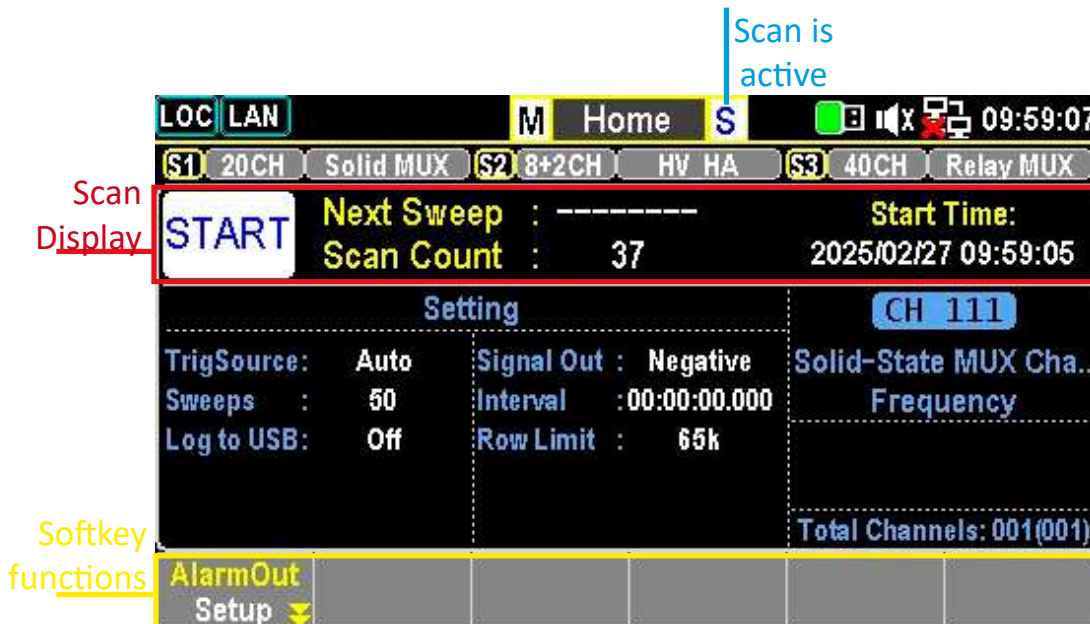 Scan is
active
LOC LAN M Home S 09:59:07
S1 20CH Solid MUX S2 8+2CH HV HA S3 40CH Relay MUX
Scan
Display
START
Next Sweep : --------
Scan Count : 37
Start Time:
2025/02/27 09:59:05
Setting
TrigSource: Auto
Sweeps : 50
Log to USB: Off
Signal Out : Negative
Interval :00:00:00.000
Row Limit : 65k
CH 111
Solid-State MUX Cha..
Frequency
Total Channels: 001(001)
Softkey
functions
AlarmOut
Setup